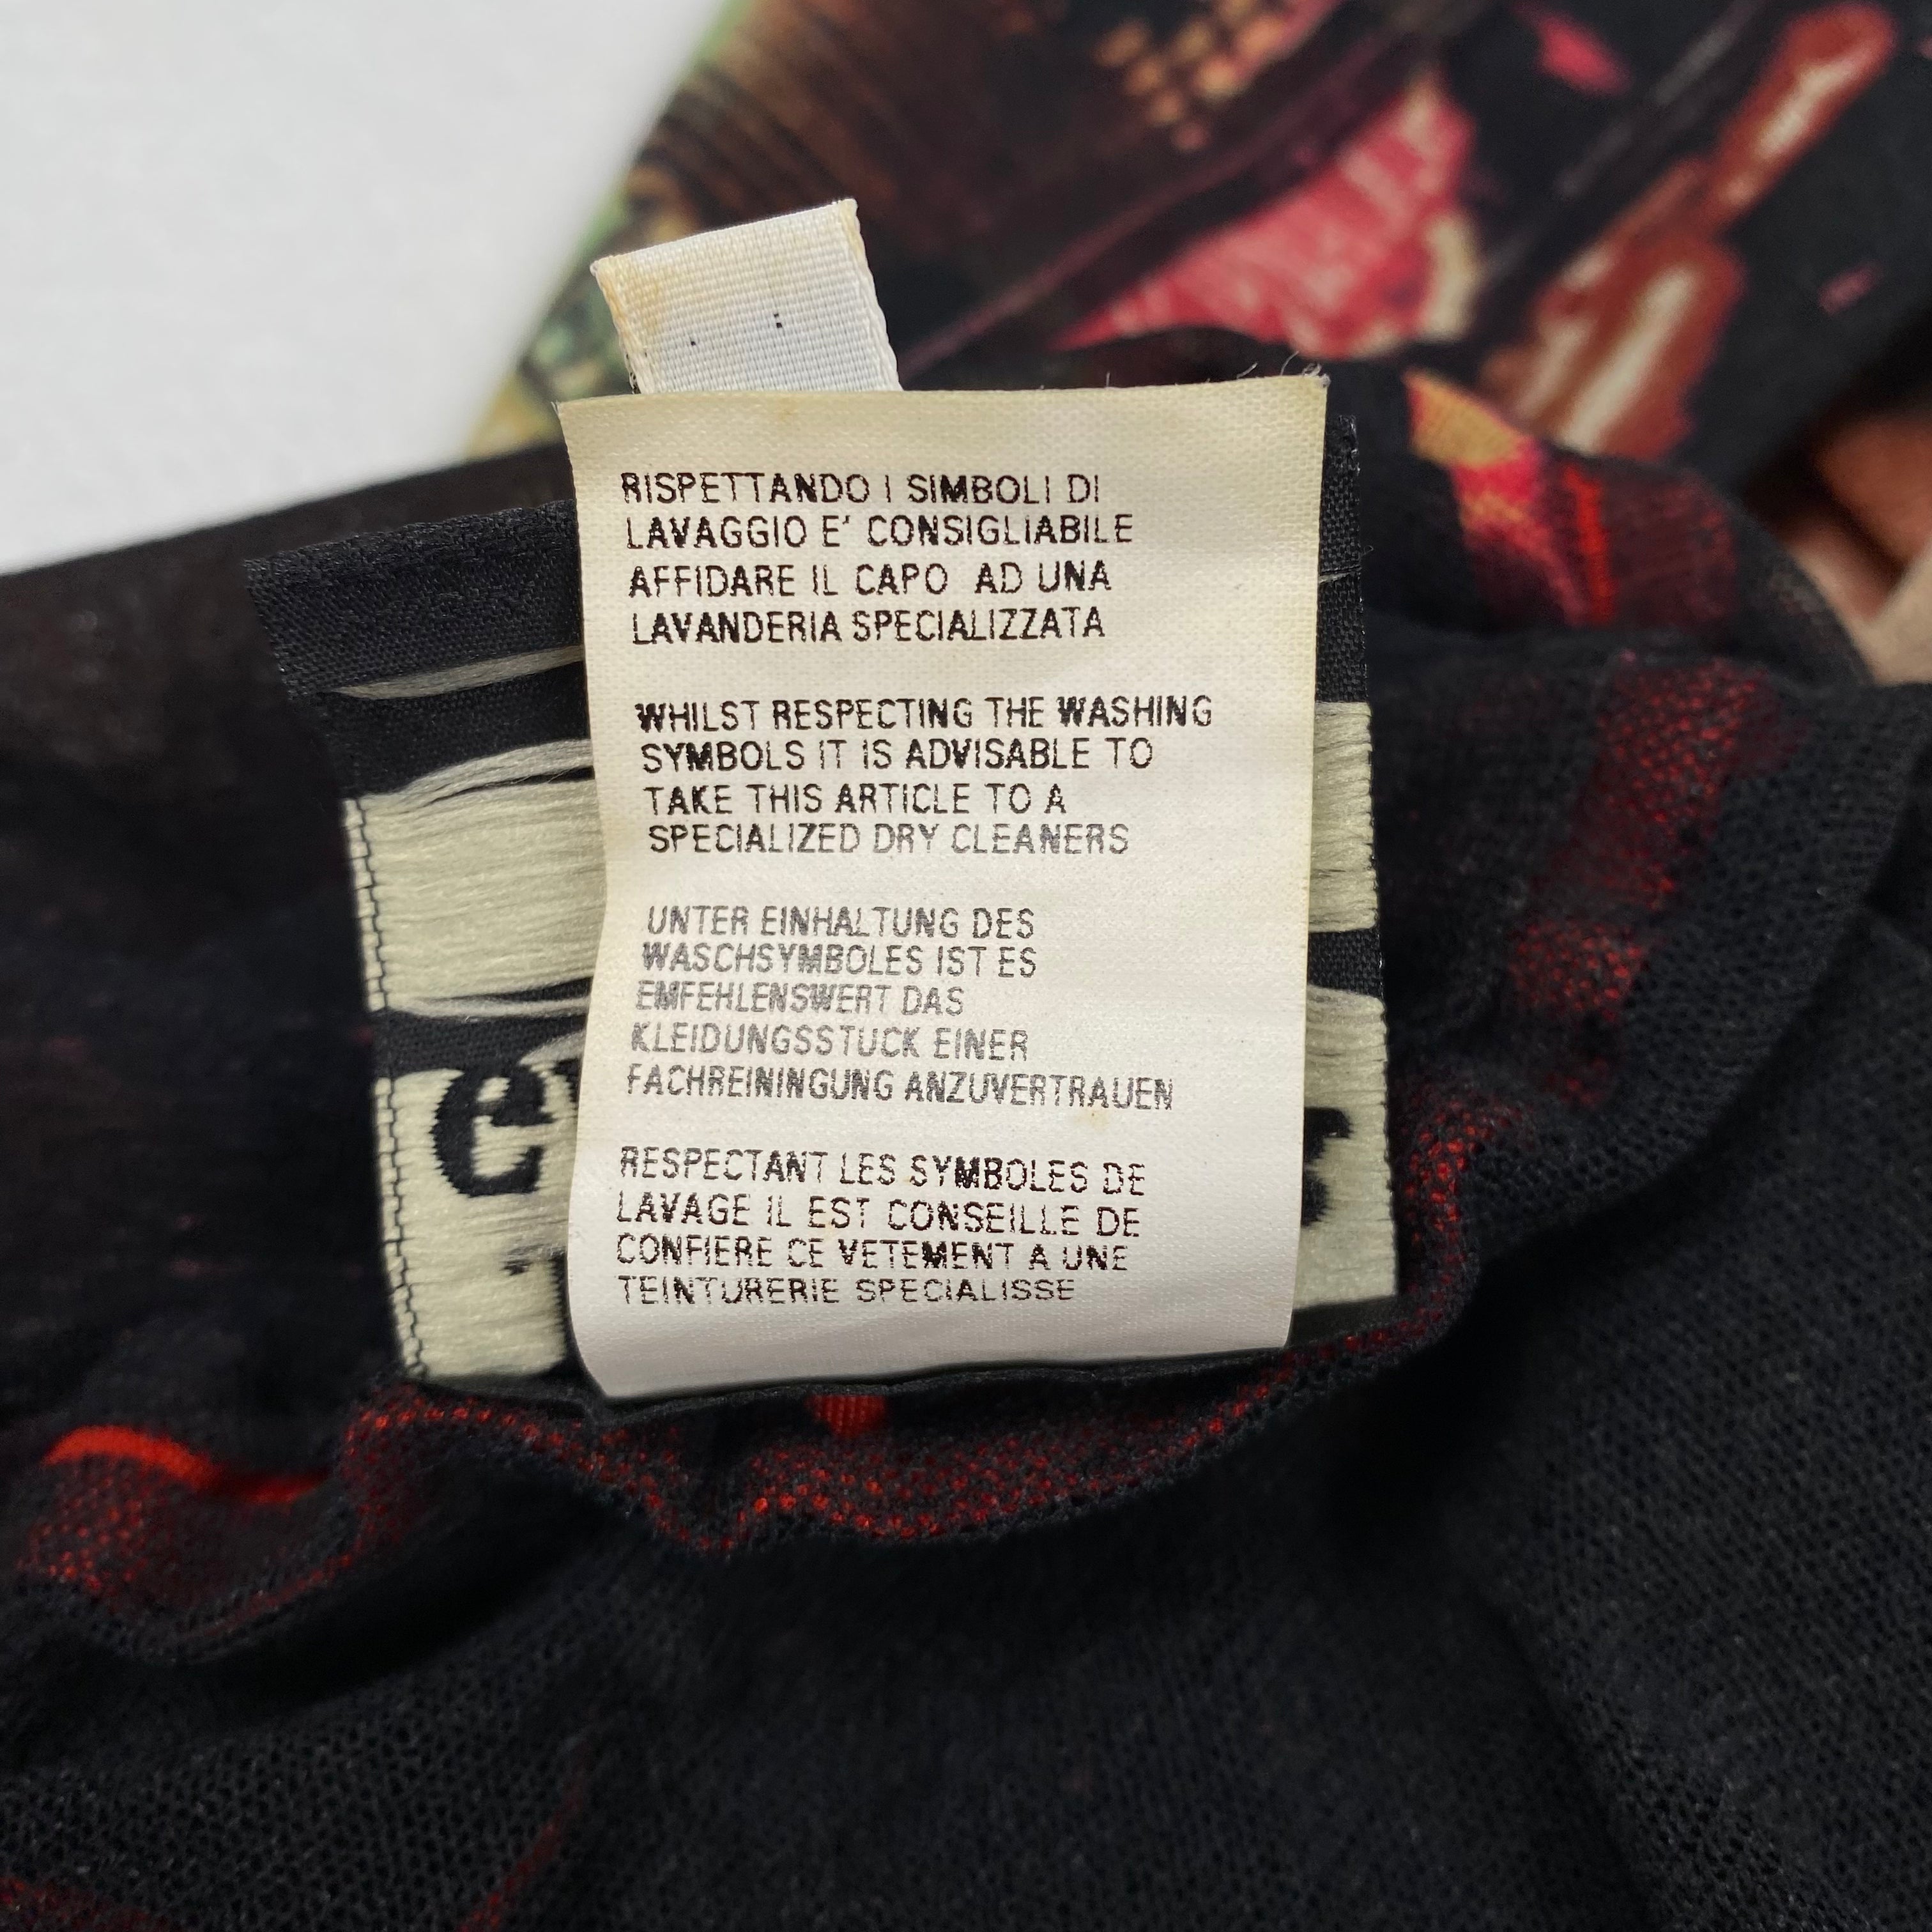 RISPETTANDO I SIMBOLI DI
LAVAGGIO E' CONSIGLIABILE
AFFIDARE IL CAPO AD UNA
LAVANDERIA SPECIALIZZATA
WHILST RESPECTING THE WASHING
SYMBOLS IT IS ADVISABLE TO
TAKE THIS ARTICLE TO A
SPECIALIZED DRY CLEANERS
UNTER EINHALTUNG DES
WASCHSYMBOLES IST ES
EMFEHLENSWERT DAS
KLEIDUNGSSTUCK EINER
FACHREININGUNG ANZUVERTRAUEN
RESPECTANT LES SYMBOLES DE
LAVAGE IL EST CONSEILLE DE
CONFIERE CE VETEMENT A UNE
TEINTURERIE SPECIALISSE